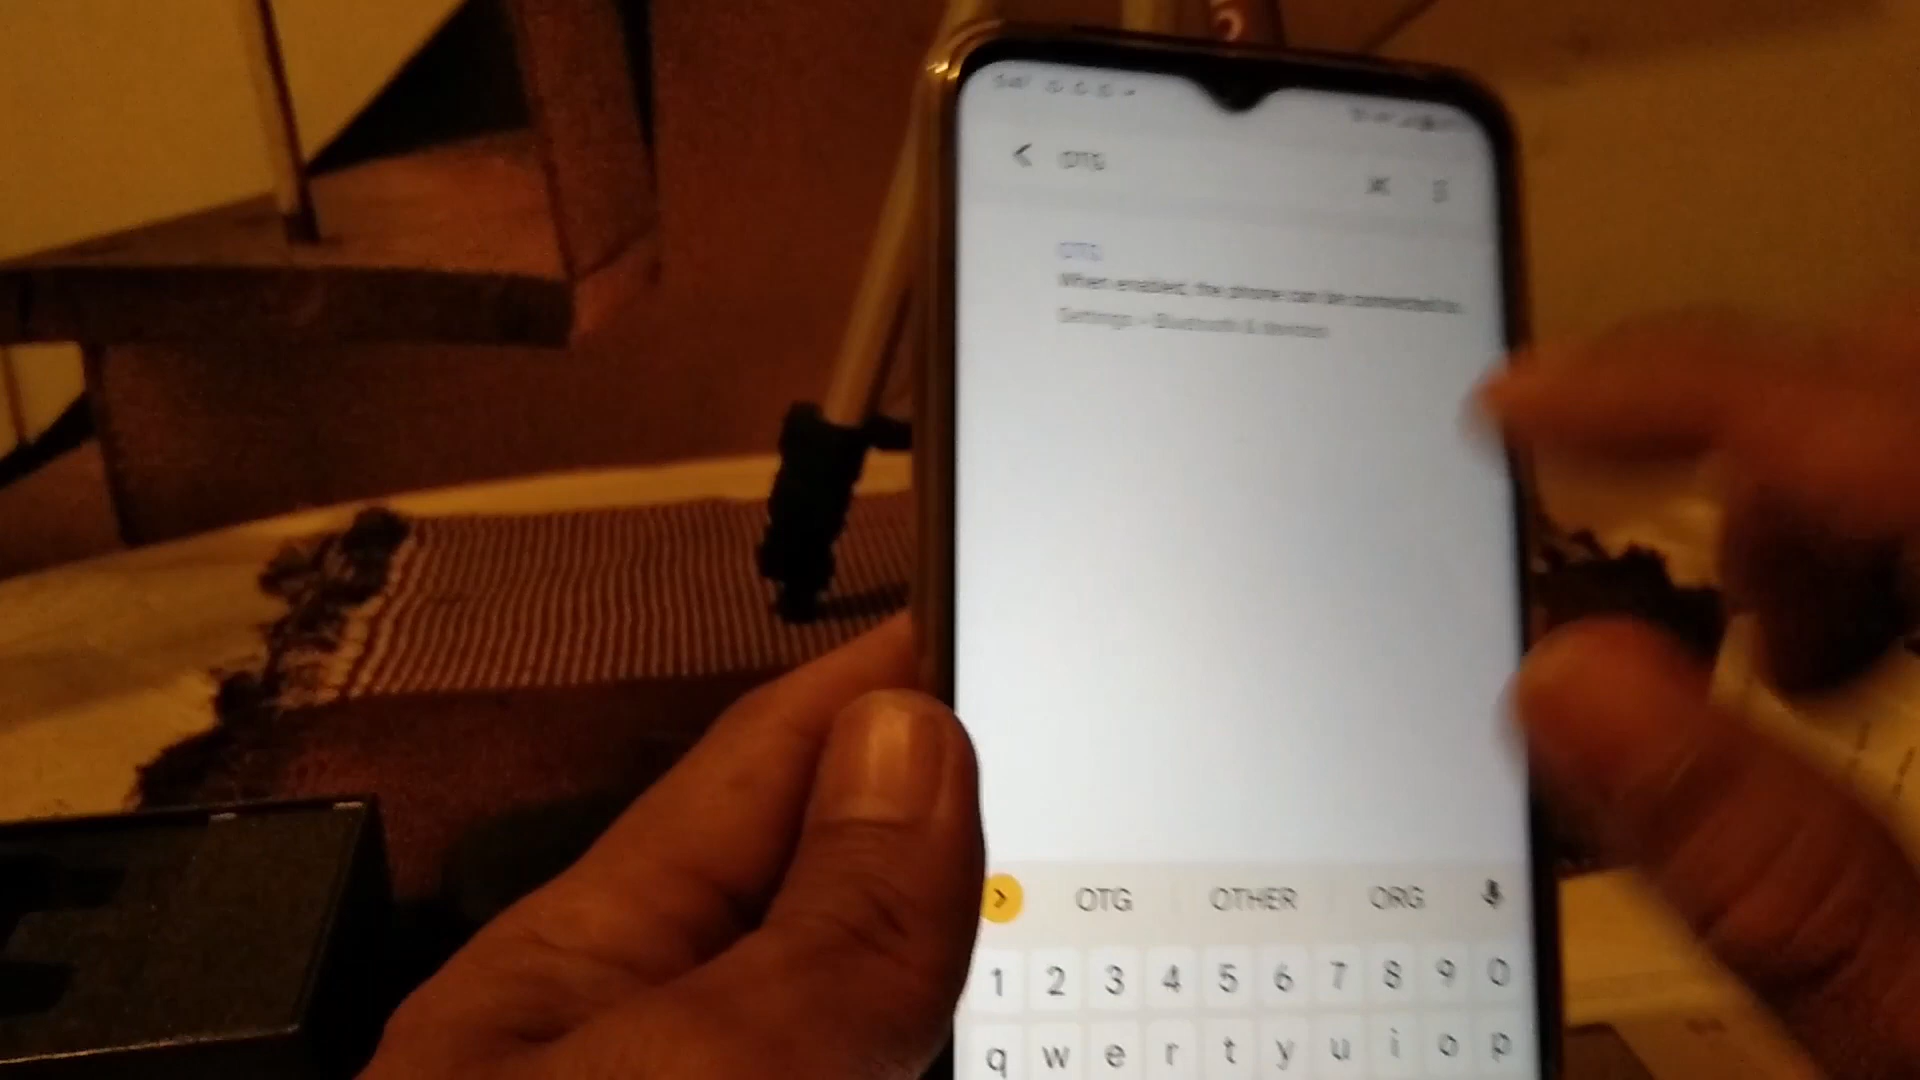 OTG
OTG
When enabled, the phone can be connected to
Settings > Bluetooth & devices
OTG OTHER ORG
1 2 3 4 5 6 7 8 9 0
q w e r t y u i o p